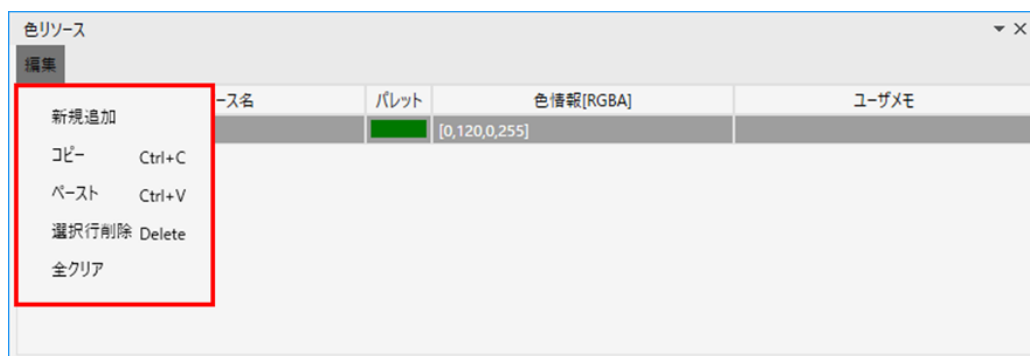 色リソース
編集
ース名 パレット 色情報[RGBA] ユーザメモ
[0,120,0,255]
新規追加
コピー Ctrl+C
ペースト Ctrl+V
選択行削除 Delete
全クリア